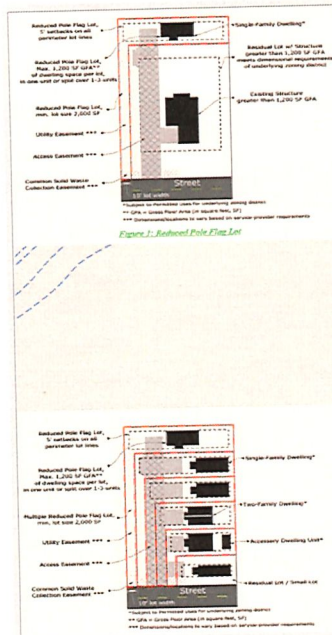 Reduced Pole Flag Lot,
5' setbacks on all
perimeter lot lines
Single-Family Dwelling*
Reduced Pole Flag Lot,
Max. 1,200 SF GFA**
of dwelling space per lot,
in one unit or split over 1-3 units
Residual Lot w/ Structure
greater than 1,200 SF GFA
meets dimensional requirements
of underlying zoning district
Reduced Pole Flag Lot,
min. lot size 2,000 SF
Existing Structure
greater than 1,200 SF GFA
Utility Easement ***
Access Easement ***
Common Solid Waste
Collection Easement ***
Street
10' lot width
*Subject to Permitted Uses for underlying zoning district
** GFA = Gross Floor Area (in square feet, SF)
*** Dimensions/locations to vary based on service provider requirements
Figure 1: Reduced Pole Flag Lot
Reduced Pole Flag Lot,
5' setbacks on all
perimeter lot lines
Reduced Pole Flag Lot,
Max. 1,200 SF GFA**
of dwelling space per lot,
in one unit or split over 1-3 units
Single-Family Dwelling*
Multiple Reduced Pole Flag Lot,
min. lot size 2,000 SF
Two-Family Dwelling*
Utility Easement ***
Accessory Dwelling Unit*
Access Easement ***
Common Solid Waste
Collection Easement ***
Residual Lot / Small Lot
Street
10' lot width
*Subject to Permitted Uses for underlying zoning district
** GFA = Gross Floor Area (in square feet, SF)
*** Dimensions/locations to vary based on service provider requirements